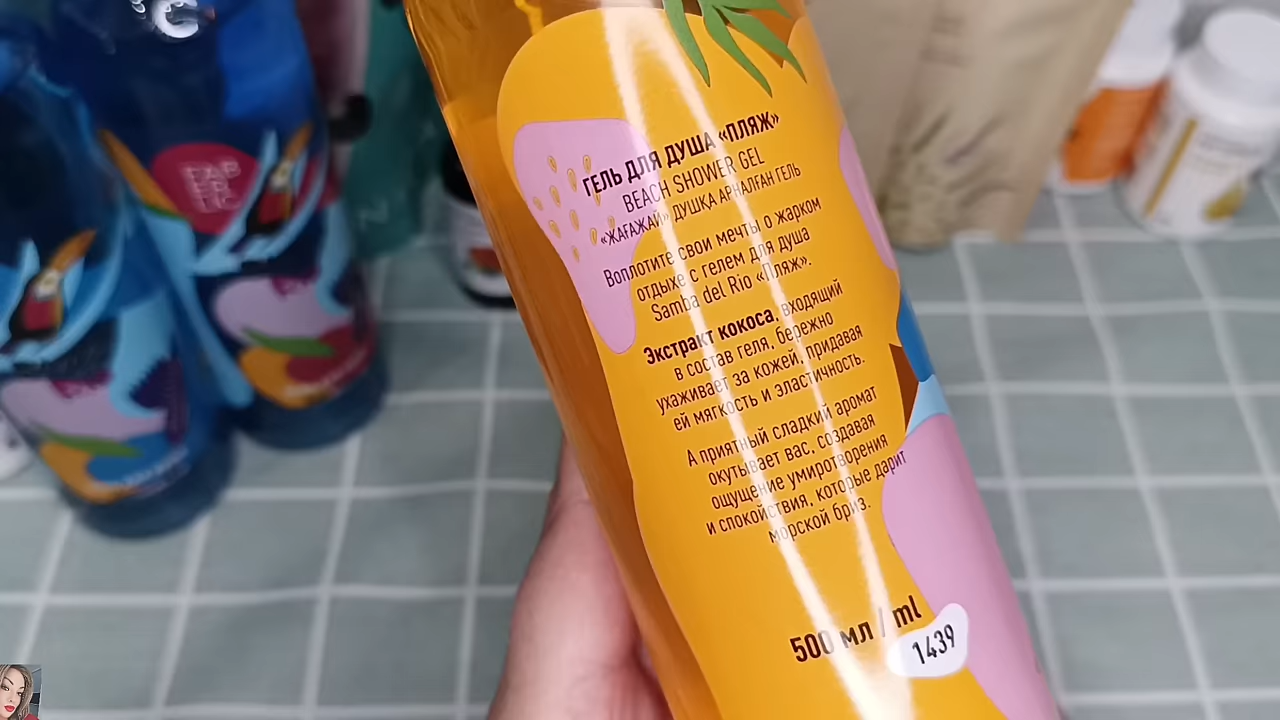 ГЕЛЬ ДЛЯ ДУША «ПЛЯЖ»
BEACH SHOWER GEL
«ЖАҒАЖАЙ» ДУШҚА АРНАЛҒАН ГЕЛЬ
Воплотите свои мечты о жарком
отдыхе с гелем для душа
Samba del Rio «Пляж».
Экстракт кокоса, входящий
в состав геля, бережно
ухаживает за кожей, придавая
ей мягкость и эластичность.
А приятный сладкий аромат
окутывает вас, создавая
ощущение умиротворения
и спокойствия, которые дарит
морской бриз.
500 мл / ml
1439